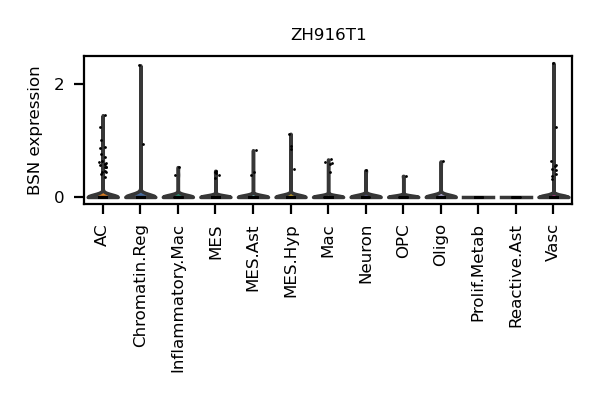 ZH916T1
BSN expression
2
0
AC
Chromatin.Reg
Inflammatory.Mac
MES
MES.Ast
MES.Hyp
Mac
Neuron
OPC
Oligo
Prolif.Metab
Reactive.Ast
Vasc